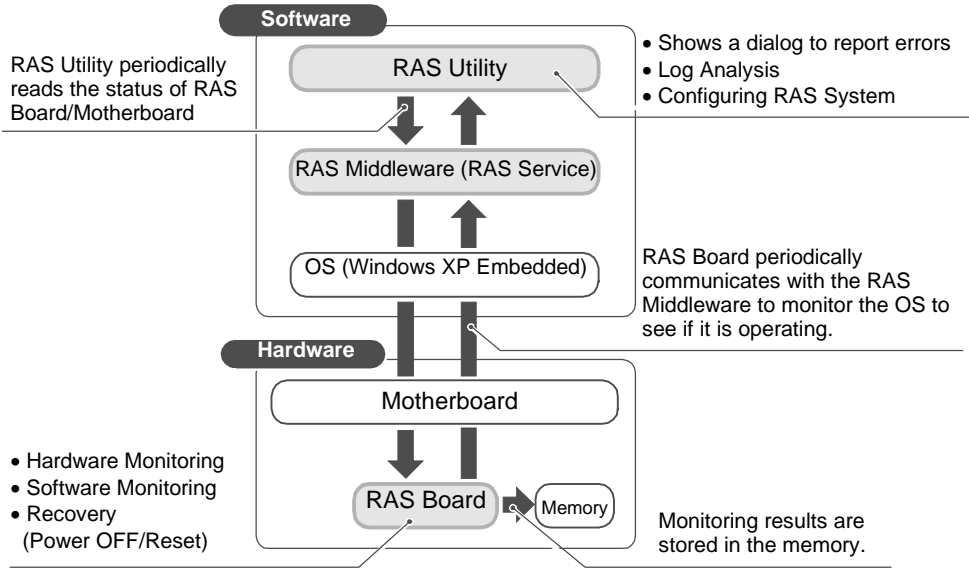 Software
RAS Utility periodically
reads the status of RAS
Board/Motherboard
RAS Utility
• Shows a dialog to report errors
• Log Analysis
• Configuring RAS System
RAS Middleware (RAS Service)
OS (Windows XP Embedded)
RAS Board periodically
communicates with the RAS
Middleware to monitor the OS to
see if it is operating.
Hardware
Motherboard
• Hardware Monitoring
• Software Monitoring
• Recovery
(Power OFF/Reset)
RAS Board
Memory
Monitoring results are
stored in the memory.